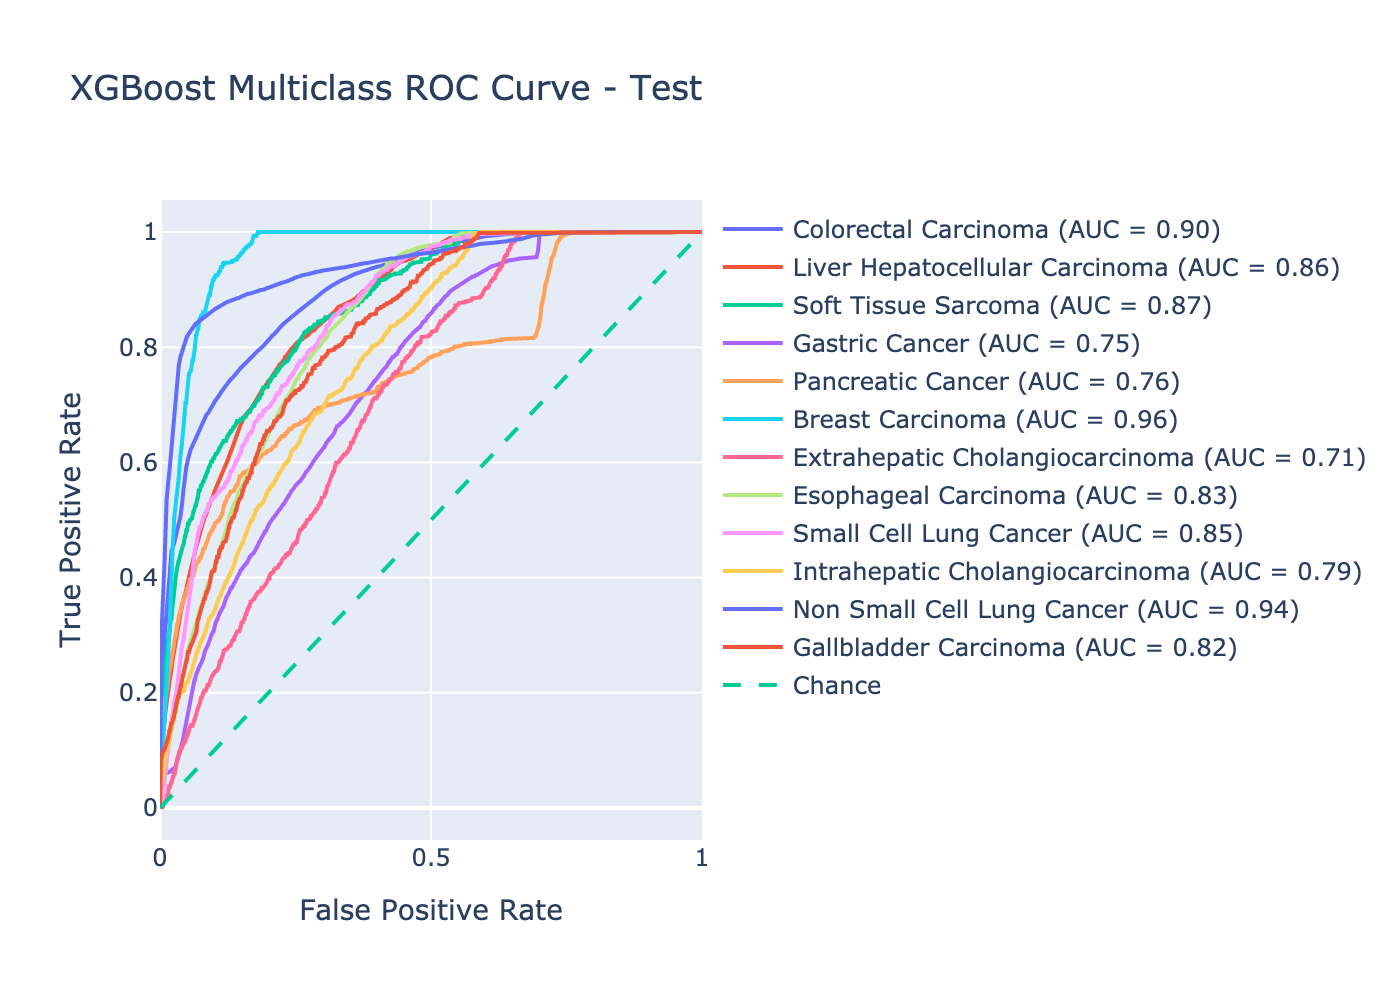 XGBoost Multiclass ROC Curve - Test
1
0.8
0.6
0.4
0.2
0
True Positive Rate
0
0.5
1
False Positive Rate
Colorectal Carcinoma (AUC = 0.90)
Liver Hepatocellular Carcinoma (AUC = 0.86)
Soft Tissue Sarcoma (AUC = 0.87)
Gastric Cancer (AUC = 0.75)
Pancreatic Cancer (AUC = 0.76)
Breast Carcinoma (AUC = 0.96)
Extrahepatic Cholangiocarcinoma (AUC = 0.71)
Esophageal Carcinoma (AUC = 0.83)
Small Cell Lung Cancer (AUC = 0.85)
Intrahepatic Cholangiocarcinoma (AUC = 0.79)
Non Small Cell Lung Cancer (AUC = 0.94)
Gallbladder Carcinoma (AUC = 0.82)
Chance